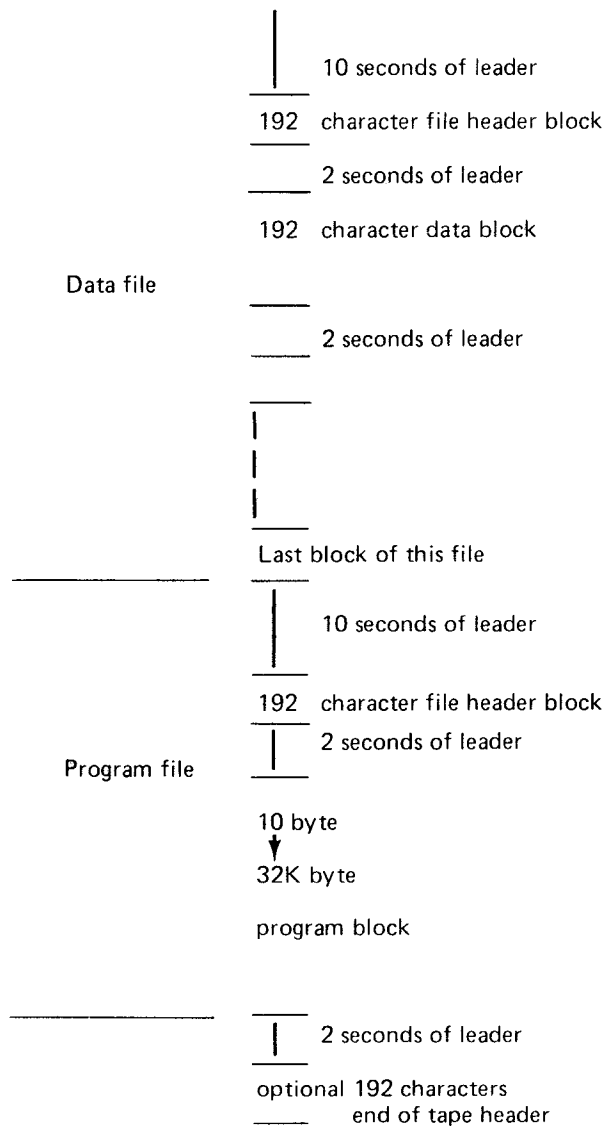 10 seconds of leader
192 character file header block
2 seconds of leader
192 character data block
Data file
2 seconds of leader
Last block of this file
10 seconds of leader
192 character file header block
2 seconds of leader
Program file
10 byte
32K byte
program block
2 seconds of leader
optional 192 characters
end of tape header